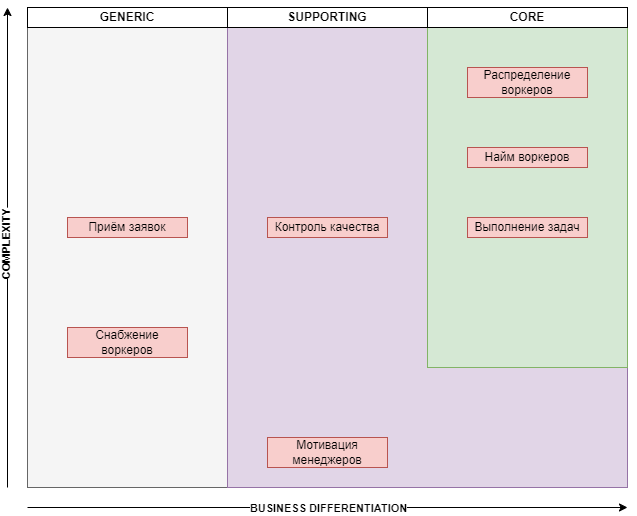 GENERIC
SUPPORTING
CORE
Распределение
воркеров
Найм воркеров
Приём заявок
Контроль качества
Выполнение задач
Снабжение
воркеров
Мотивация
менеджеров
COMPLEXITY
BUSINESS DIFFERENTIATION